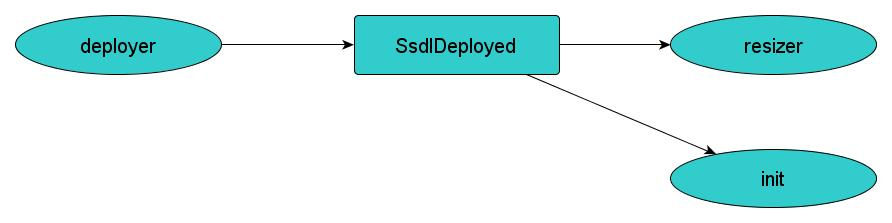 deployer
SsdlDeployed
resizer
init